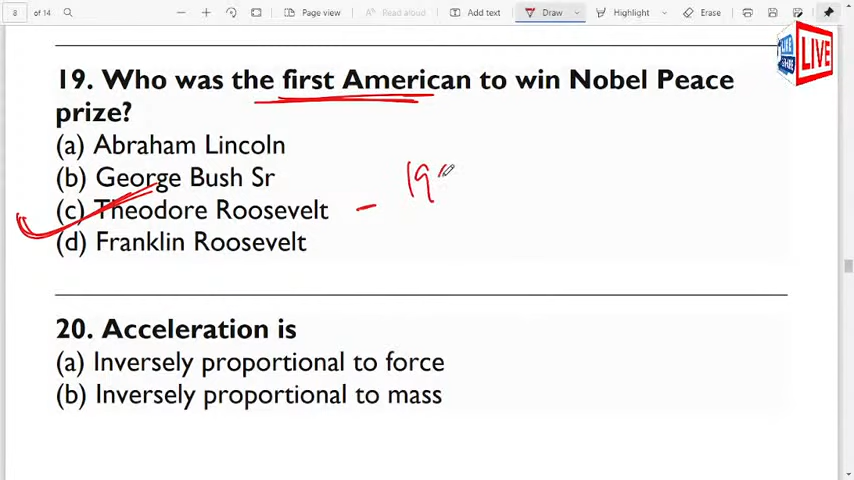 8 of 14 Page view Read aloud Add text Draw Highlight Erase
LIVE
19. Who was the first American to win Nobel Peace
prize?
(a) Abraham Lincoln
(b) George Bush Sr
(c) Theodore Roosevelt - 19
(d) Franklin Roosevelt
20. Acceleration is
(a) Inversely proportional to force
(b) Inversely proportional to mass